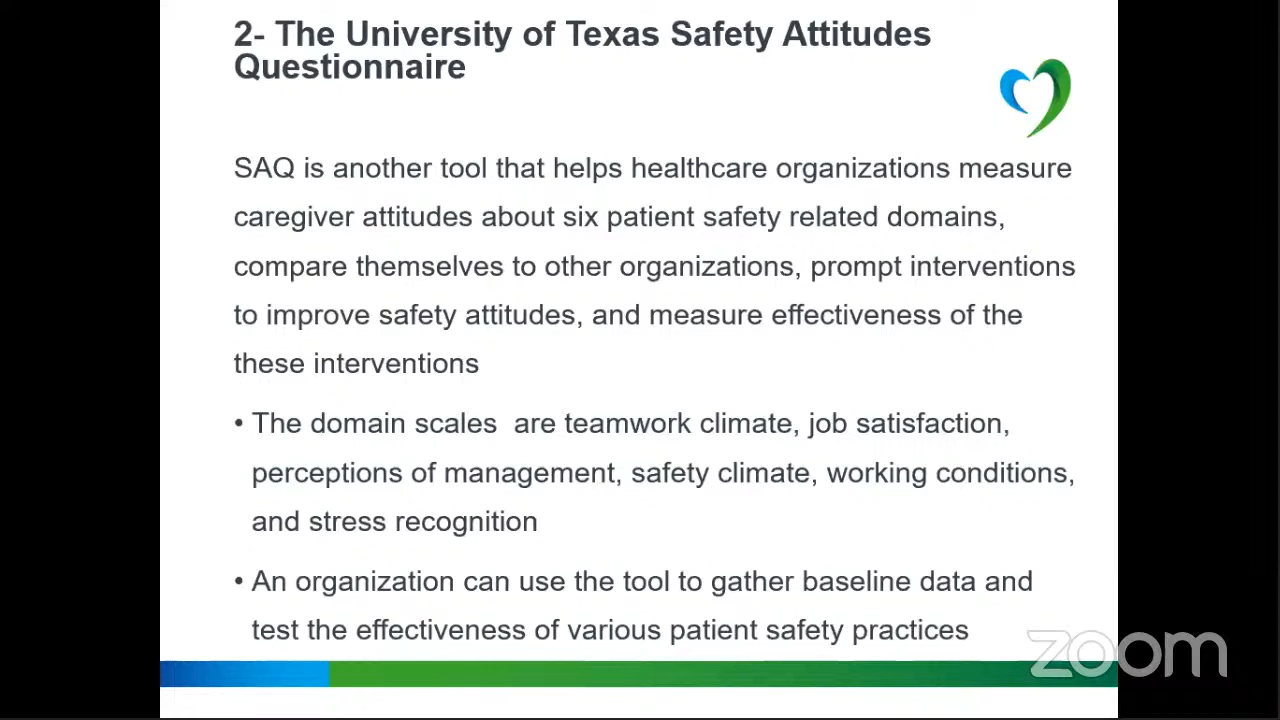 2- The University of Texas Safety Attitudes
Questionnaire
SAQ is another tool that helps healthcare organizations measure
caregiver attitudes about six patient safety related domains,
compare themselves to other organizations, prompt interventions
to improve safety attitudes, and measure effectiveness of the
these interventions
• The domain scales  are teamwork climate, job satisfaction,
perceptions of management, safety climate, working conditions,
and stress recognition
• An organization can use the tool to gather baseline data and
test the effectiveness of various patient safety practices
zoom